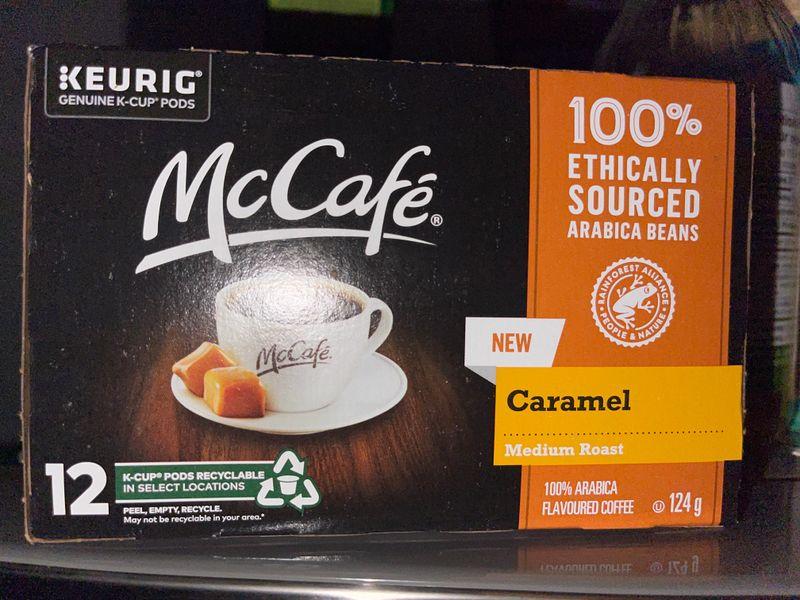 KEURIG®
GENUINE K-CUP® PODS
McCafé®
McCafé
12
K-CUP® PODS RECYCLABLE
IN SELECT LOCATIONS
PEEL, EMPTY, RECYCLE.
May not be recyclable in your area.*
100%
ETHICALLY
SOURCED
ARABICA BEANS
RAINFOREST ALLIANCE
PEOPLE & NATURE
NEW
Caramel
Medium Roast
100% ARABICA
FLAVOURED COFFEE U 124 g